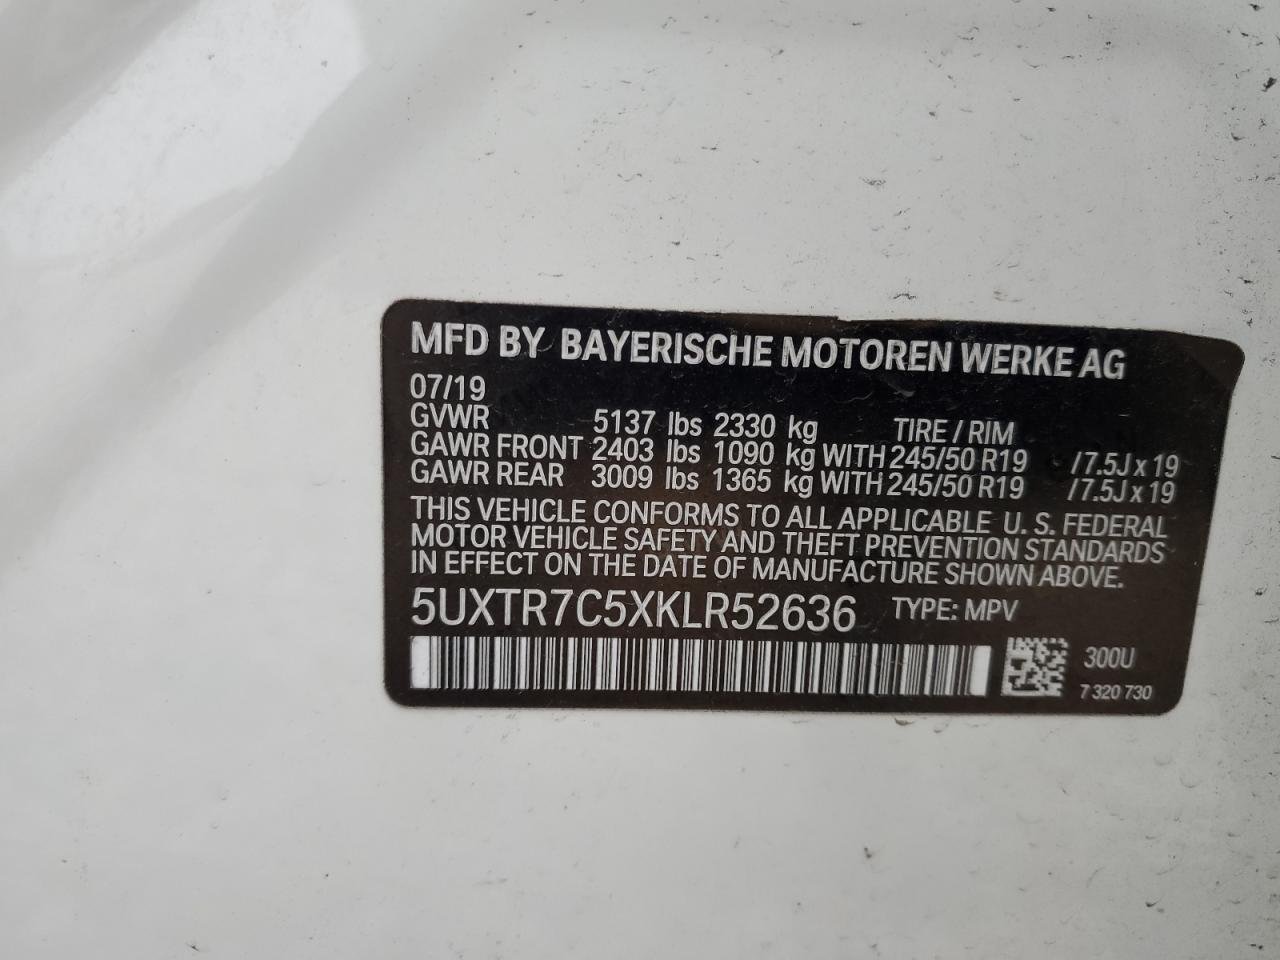 MFD BY BAYERISCHE MOTOREN WERKE AG
07/19
GVWR 5137 lbs 2330 kg TIRE / RIM
GAWR FRONT 2403 lbs 1090 kg WITH 245/50 R19 /7.5J x 19
GAWR REAR 3009 lbs 1365 kg WITH 245/50 R19 /7.5J x 19
THIS VEHICLE CONFORMS TO ALL APPLICABLE U. S. FEDERAL
MOTOR VEHICLE SAFETY AND THEFT PREVENTION STANDARDS
IN EFFECT ON THE DATE OF MANUFACTURE SHOWN ABOVE.
5UXTR7C5XKLR52636 TYPE: MPV
300U
7 320 730